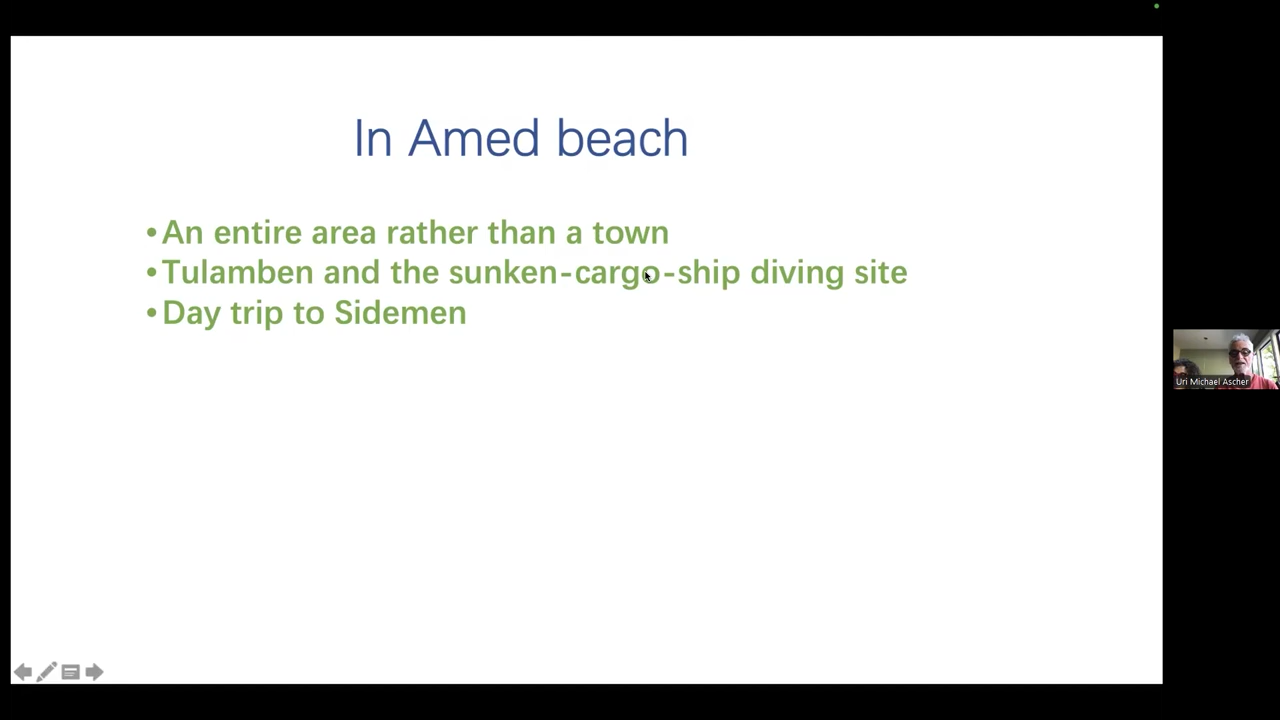 In Amed beach
•An entire area rather than a town
•Tulamben and the sunken-cargo-ship diving site
•Day trip to Sidemen
Uri Michael Ascher